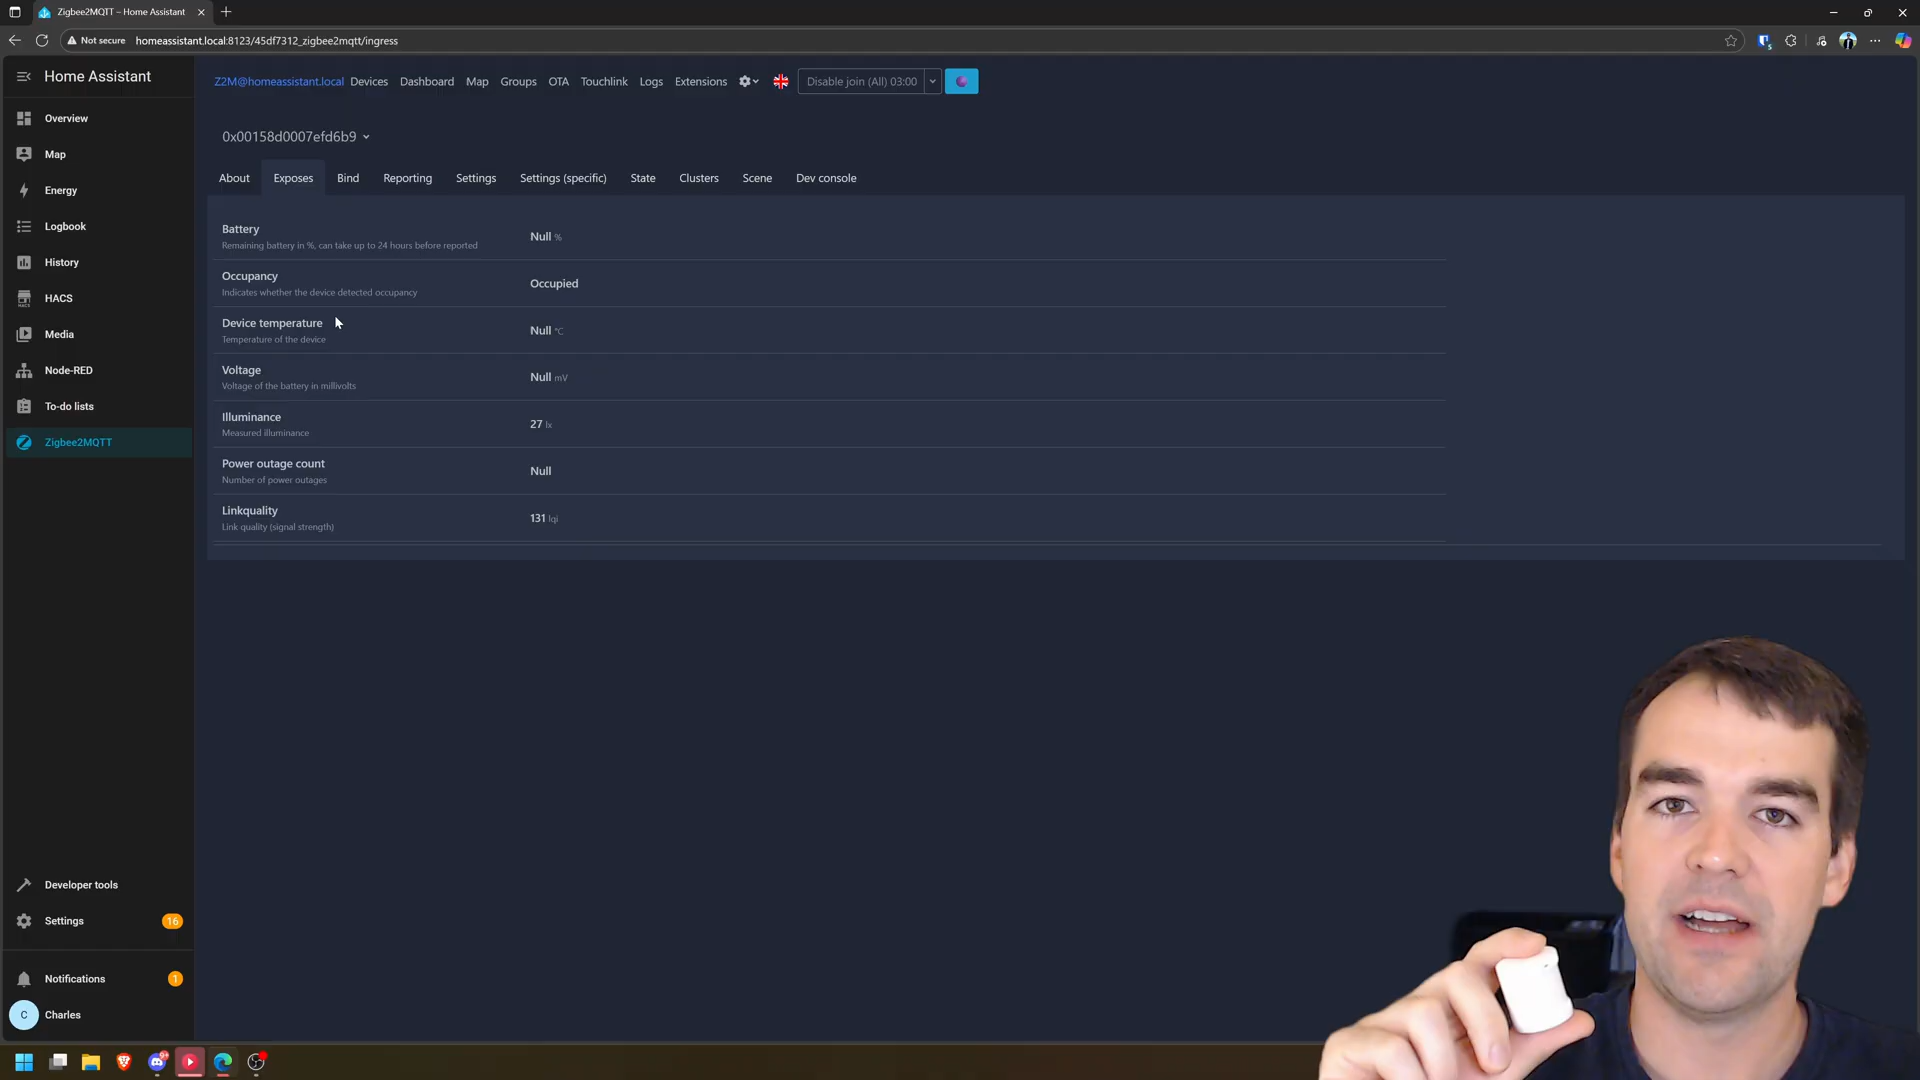 Zigbee2MQTT – Home Assistant
Not secure homeassistant.local:8123/45df7312_zigbee2mqtt/ingress
Home Assistant
Overview
Map
Energy
Logbook
History
HACS
Media
Node-RED
To-do lists
Zigbee2MQTT
Developer tools
Settings 16
Notifications 1
C Charles
Z2M@homeassistant.local Devices Dashboard Map Groups OTA Touchlink Logs Extensions Disable join (All) 03:00
0x00158d0007efd6b9
About Exposes Bind Reporting Settings Settings (specific) State Clusters Scene Dev console
Battery
Remaining battery in %, can take up to 24 hours before reported
Null %
Occupancy
Indicates whether the device detected occupancy
Occupied
Device temperature
Temperature of the device
Null °C
Voltage
Voltage of the battery in millivolts
Null mV
Illuminance
Measured illuminance
27 lx
Power outage count
Number of power outages
Null
Linkquality
Link quality (signal strength)
131 lqi